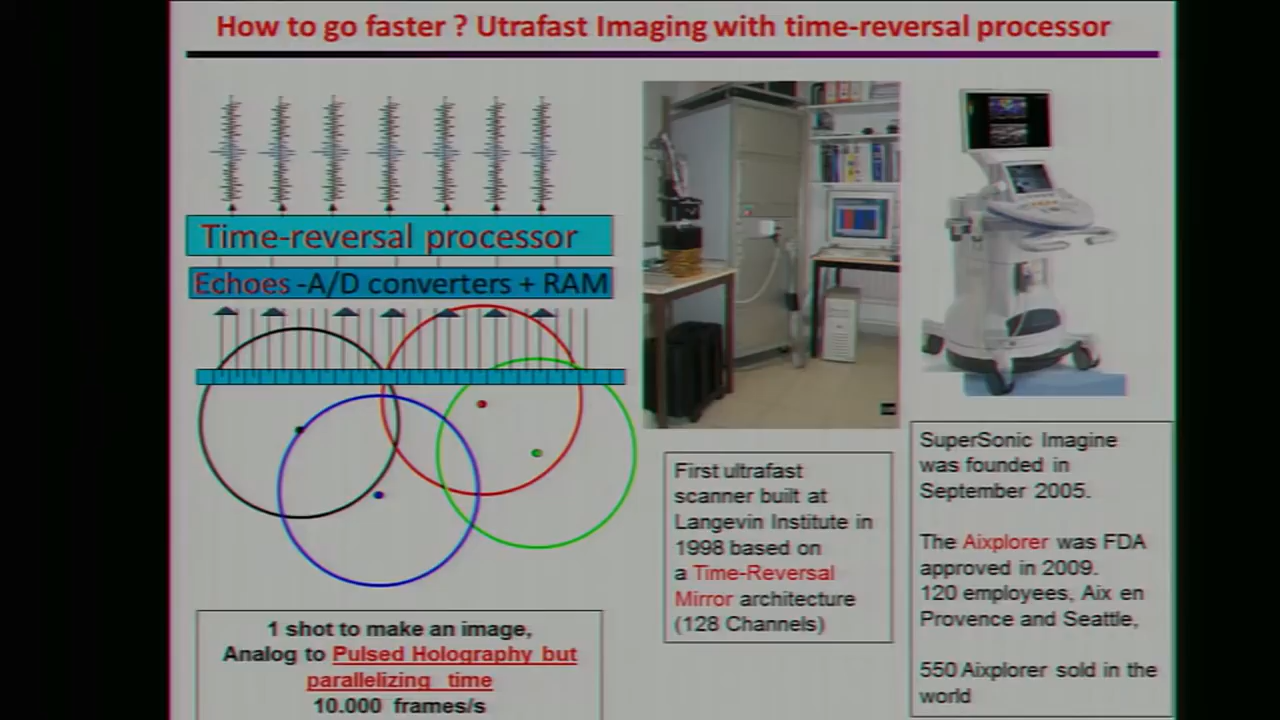 How to go faster ? Utrafast Imaging with time-reversal processor
Time-reversal processor
Echoes -A/D converters + RAM
1 shot to make an image,
Analog to Pulsed Holography but
parallelizing time
10.000 frames/s
First ultrafast
scanner built at
Langevin Institute in
1998 based on
a Time-Reversal
Mirror architecture
(128 Channels)
SuperSonic Imagine
was founded in
September 2005.
The Aixplorer was FDA
approved in 2009.
120 employees, Aix en
Provence and Seattle,
550 Aixplorer sold in the
world